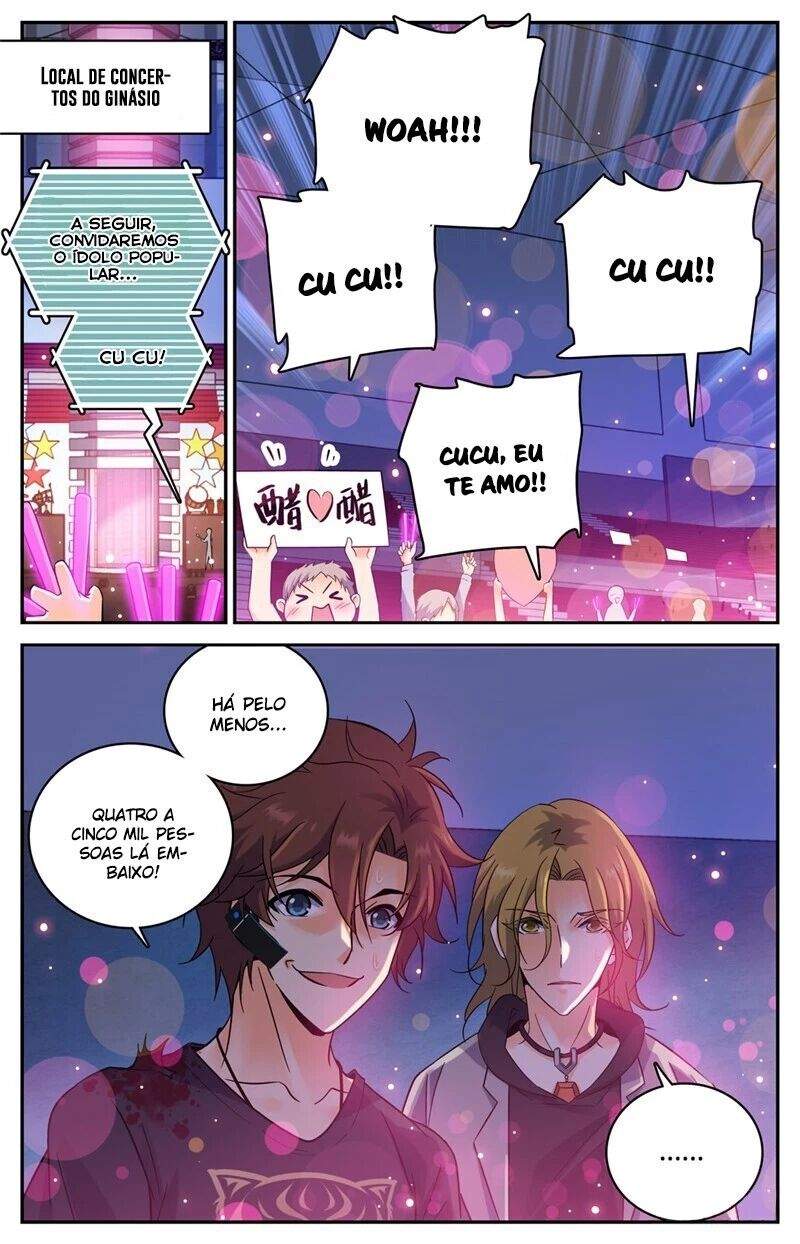 LOCAL DE CONCER-
TOS DO GINÁSIO
A SEGUIR,
CONVIDAREMOS
O ÍDOLO POPU-
LAR...
CU CU!
WOAH!!!
CU CU!!
CU CU!!
CUCU, EU
TE AMO!!
醋♥醋
HÁ PELO
MENOS...
QUATRO A
CINCO MIL PES-
SOAS LÁ EM-
BAIXO!
......